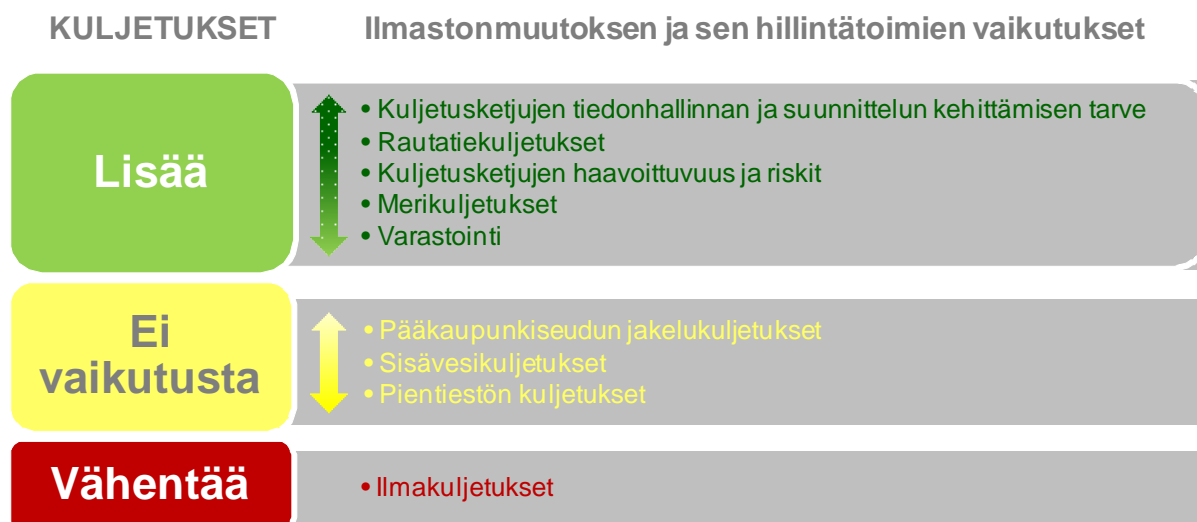 KULJETUKSET Ilmastonmuutoksen ja sen hillintätoimien vaikutukset
Lisää
• Kuljetusketjujen tiedonhallinnan ja suunnittelun kehittämisen tarve
• Rautatiekuljetukset
• Kuljetusketjujen haavoittuvuus ja riskit
• Merikuljetukset
• Varastointi
Ei
vaikutusta
• Pääkaupunkiseudun jakelukuljetukset
• Sisävesikuljetukset
• Pientiestön kuljetukset
Vähentää
• Ilmakuljetukset